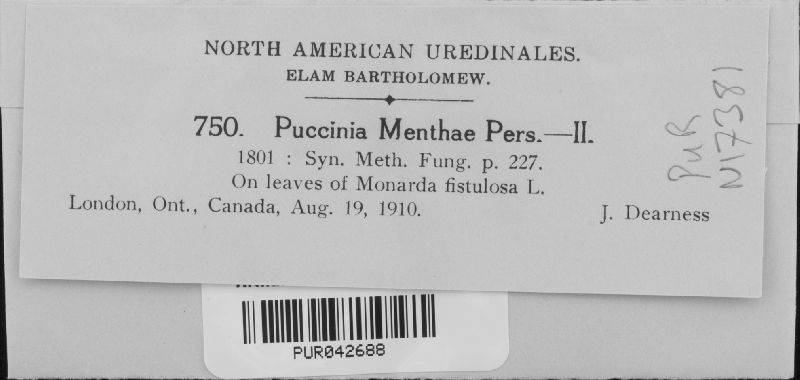 NORTH AMERICAN UREDINALES.
ELAM BARTHOLOMEW.
750. Puccinia Menthae Pers.—II.
1801 : Syn. Meth. Fung. p. 227.
On leaves of Monarda fistulosa L.
London, Ont., Canada, Aug. 19, 1910. J. Dearness
PUR
N17381
PUR042688